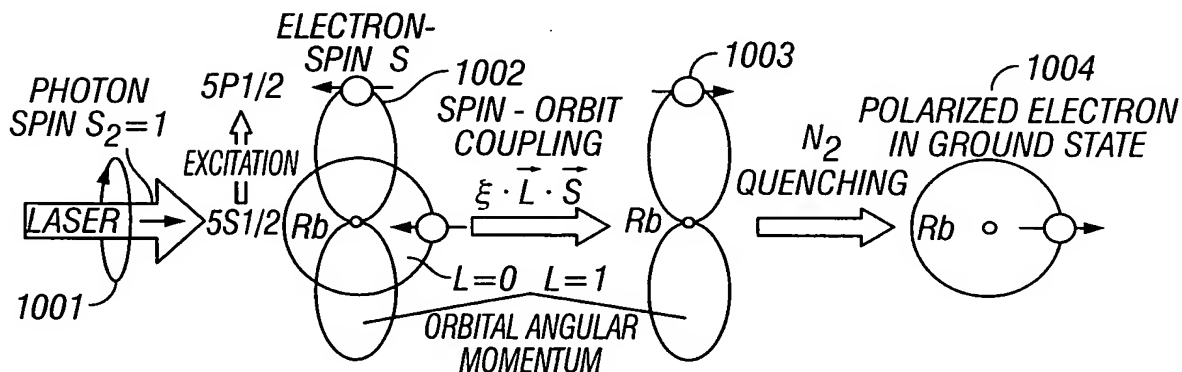 PHOTON
SPIN S₂=1
LASER
1001
5P1/2
EXCITATION
5S1/2
ELECTRON-
SPIN S
1002
Rb
L=0 L=1
ORBITAL ANGULAR
MOMENTUM
SPIN - ORBIT
COUPLING
ξ · L⃗ · S⃗
1003
Rb
N₂
QUENCHING
1004
POLARIZED ELECTRON
IN GROUND STATE
Rb